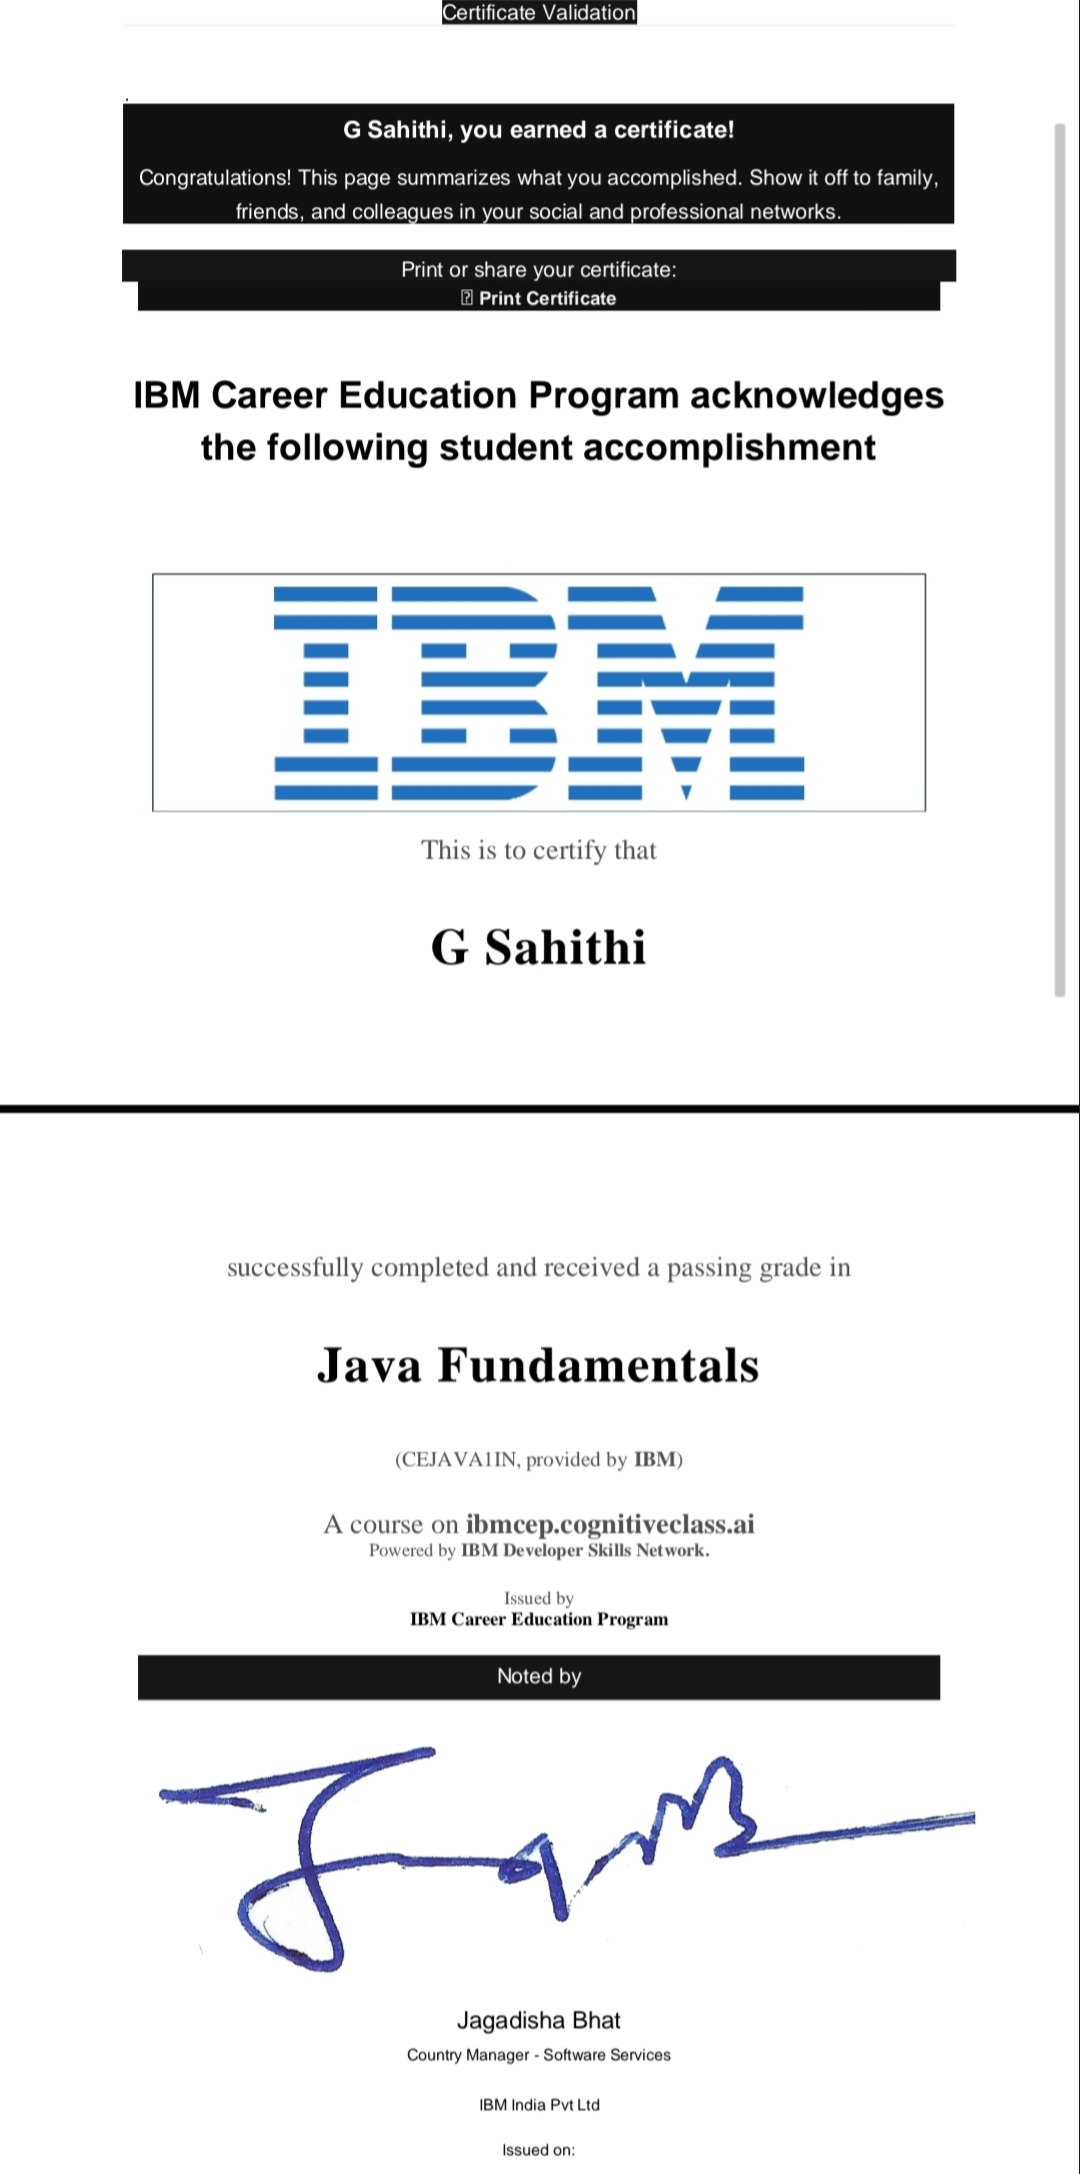 Certificate Validation
.
G Sahithi, you earned a certificate!
Congratulations! This page summarizes what you accomplished. Show it off to family,
friends, and colleagues in your social and professional networks.
Print or share your certificate:
Print Certificate
IBM Career Education Program acknowledges
the following student accomplishment
IBM
This is to certify that
G Sahithi
successfully completed and received a passing grade in
Java Fundamentals
(CEJAVA1IN, provided by IBM)
A course on ibmcep.cognitiveclass.ai
Powered by IBM Developer Skills Network.
Issued by
IBM Career Education Program
Noted by
Jagadisha Bhat
Country Manager - Software Services
IBM India Pvt Ltd
Issued on: